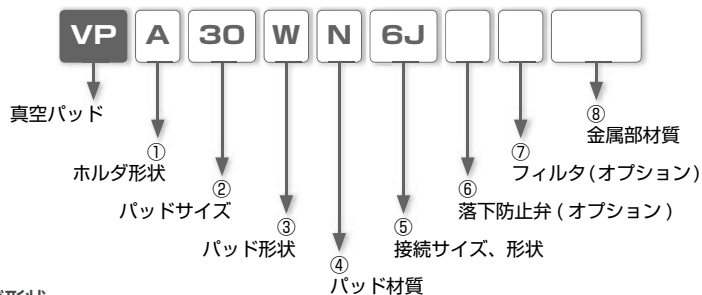 VP A 30 W N 6J
真空パッド
① ホルダ形状
② パッドサイズ
③ パッド形状
④ パッド材質
⑤ 接続サイズ、形状
⑥ 落下防止弁 ( オプション )
⑦ フィルタ ( オプション )
⑧ 金属部材質